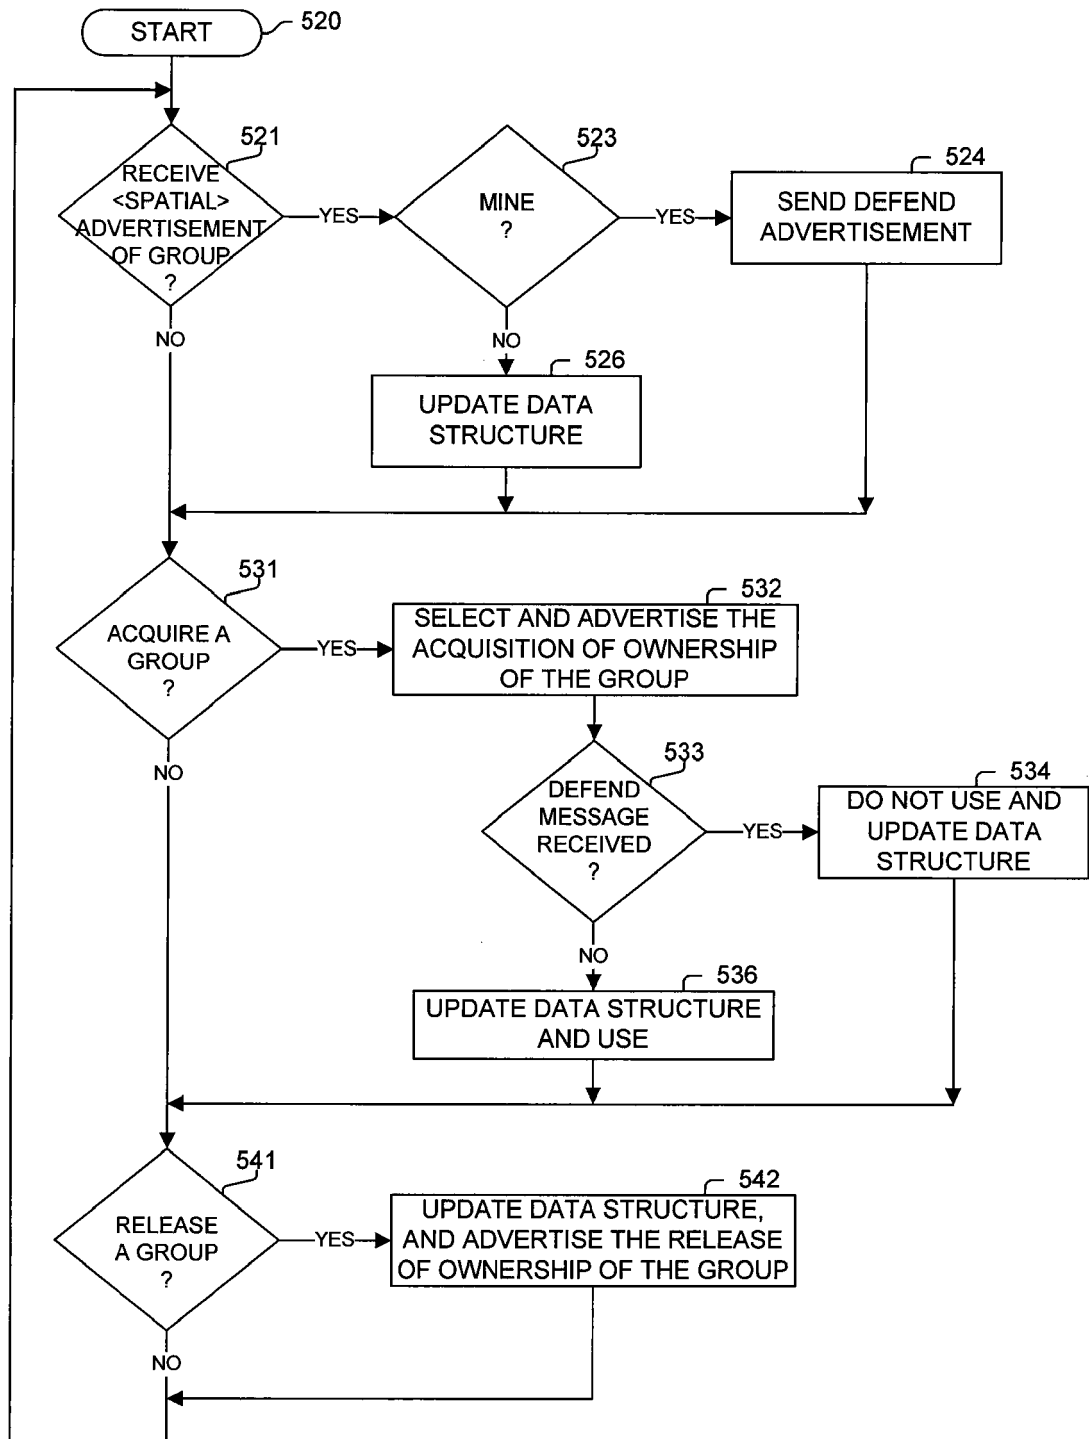 START
520
521
RECEIVE
<SPATIAL>
ADVERTISEMENT
OF GROUP
?
YES
NO
523
MINE
?
YES
NO
524
SEND DEFEND
ADVERTISEMENT
526
UPDATE DATA
STRUCTURE
531
ACQUIRE A
GROUP
?
YES
NO
532
SELECT AND ADVERTISE THE
ACQUISITION OF OWNERSHIP
OF THE GROUP
533
DEFEND
MESSAGE
RECEIVED
?
YES
NO
534
DO NOT USE AND
UPDATE DATA
STRUCTURE
536
UPDATE DATA STRUCTURE
AND USE
541
RELEASE
A GROUP
?
YES
NO
542
UPDATE DATA STRUCTURE,
AND ADVERTISE THE RELEASE
OF OWNERSHIP OF THE GROUP